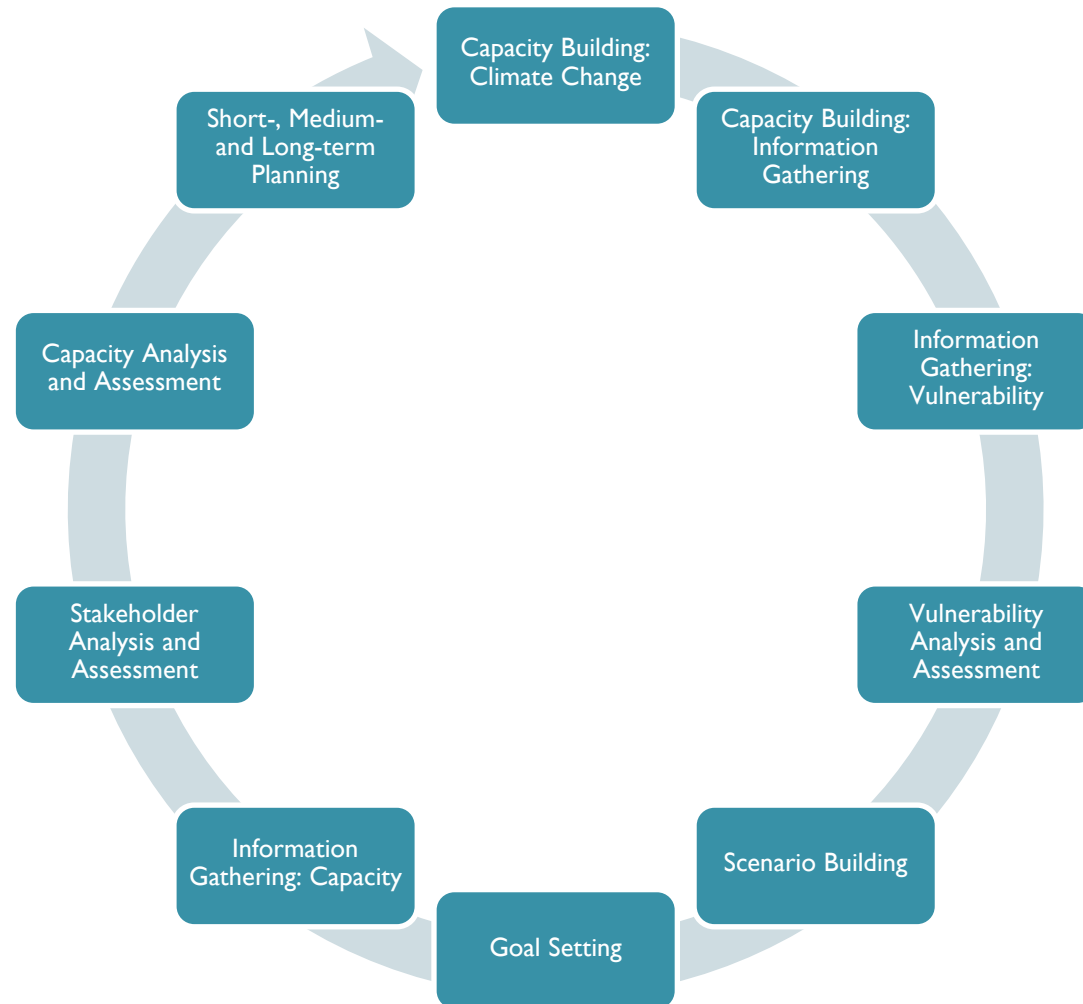 Capacity Building:
Climate Change
Capacity Building:
Information
Gathering
Information
Gathering:
Vulnerability
Vulnerability
Analysis and
Assessment
Scenario Building
Goal Setting
Information
Gathering: Capacity
Stakeholder
Analysis and
Assessment
Capacity Analysis
and Assessment
Short-, Medium-
and Long-term
Planning